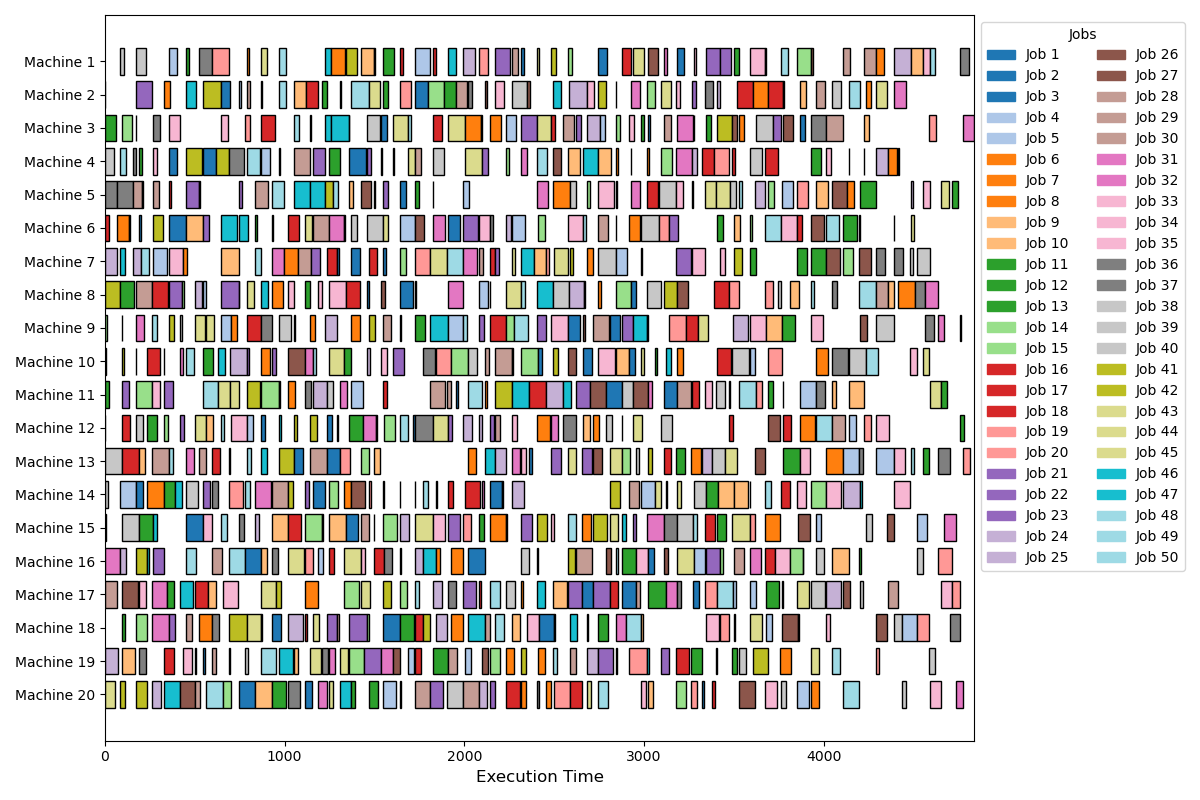 Machine 1
Machine 2
Machine 3
Machine 4
Machine 5
Machine 6
Machine 7
Machine 8
Machine 9
Machine 10
Machine 11
Machine 12
Machine 13
Machine 14
Machine 15
Machine 16
Machine 17
Machine 18
Machine 19
Machine 20
0 1000 2000 3000 4000
Execution Time
Jobs
Job 1 Job 26
Job 2 Job 27
Job 3 Job 28
Job 4 Job 29
Job 5 Job 30
Job 6 Job 31
Job 7 Job 32
Job 8 Job 33
Job 9 Job 34
Job 10 Job 35
Job 11 Job 36
Job 12 Job 37
Job 13 Job 38
Job 14 Job 39
Job 15 Job 40
Job 16 Job 41
Job 17 Job 42
Job 18 Job 43
Job 19 Job 44
Job 20 Job 45
Job 21 Job 46
Job 22 Job 47
Job 23 Job 48
Job 24 Job 49
Job 25 Job 50